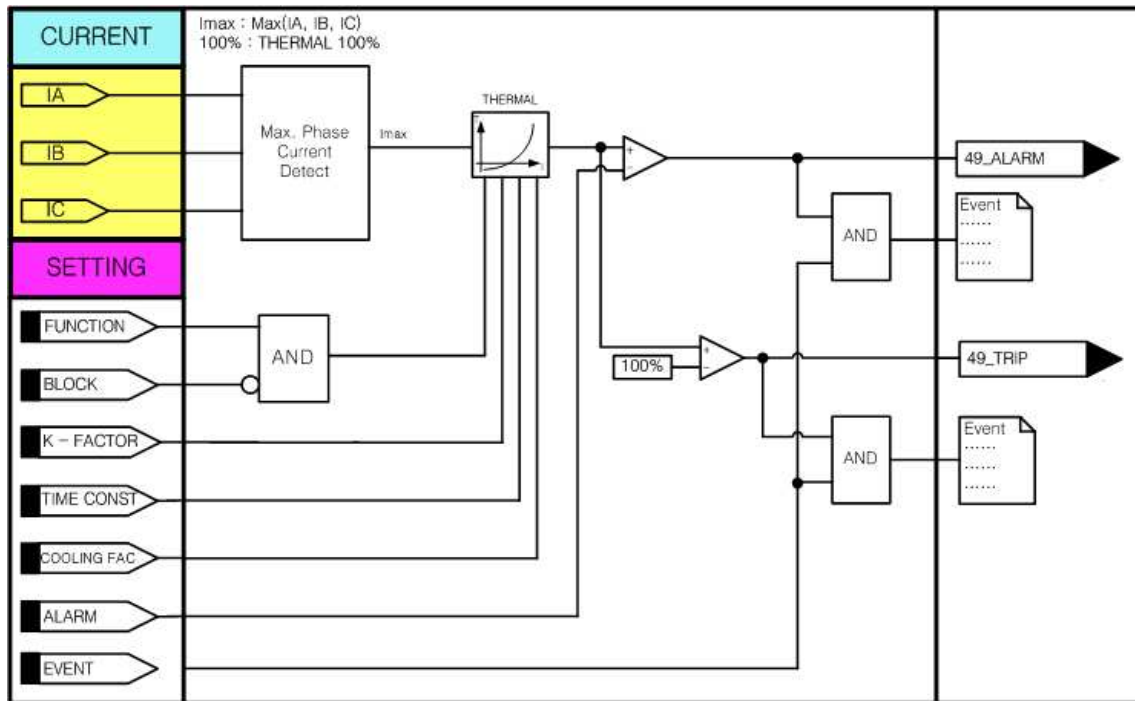 CURRENT
Imax : Max(IA, IB, IC)
100% : THERMAL 100%
IA
IB
IC
Max. Phase
Current
Detect
Imax
THERMAL
T
I
+
−
49_ALARM
AND
Event
......
......
......
SETTING
FUNCTION
BLOCK
AND
K - FACTOR
TIME CONST
COOLING FAC
ALARM
EVENT
100%
+
−
49_TRIP
AND
Event
......
......
......